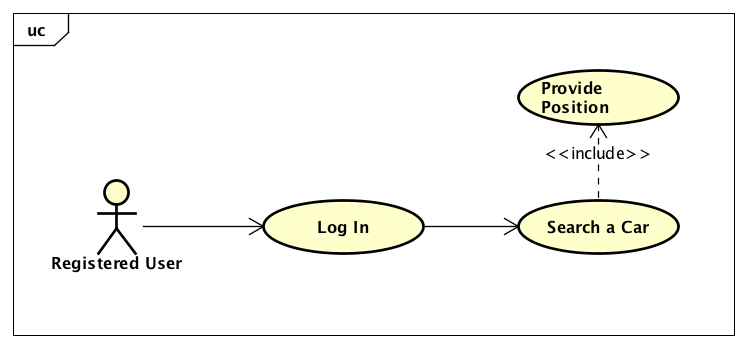 uc
Provide
Position
<<include>>
Log In
Search a Car
Registered User